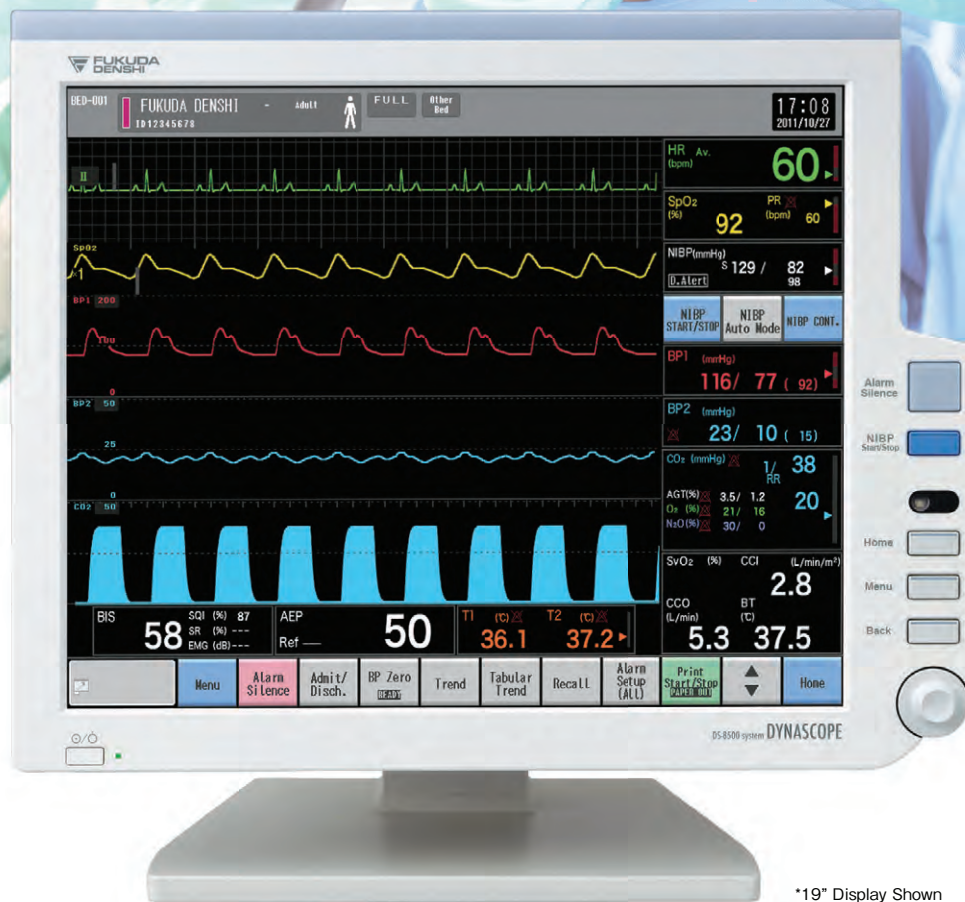 FUKUDA
DENSHI
BED-001
FUKUDA DENSHI - Adult
ID12345678
FULL
Other
Bed
17:08
2011/10/27
II
SpO2
×1
BP1 200
0
BP2 50
25
0
CO2 50
HR Av.
(bpm)
60
SpO2
(%)
92
PR
(bpm) 60
NIBP(mmHg)
S 129 / 82
D.Alert
98
NIBP
START/STOP
NIBP
Auto Mode
NIBP CONT.
BP1 (mmHg)
116/ 77 ( 92)
BP2 (mmHg)
23/ 10 ( 15)
CO2 (mmHg)
1/ 38
RR
20
AGT(%) 3.5/ 1.2
O2 (%) 21/ 16
N2O(%) 30/ 0
SvO2 (%)
CCI (L/min/m²)
2.8
CCO
(L/min)
5.3
BT
(℃)
37.5
BIS
58
SQI (%) 87
SR (%) ---
EMG (dB)---
AEP
Ref ––
50
T1 (℃)
36.1
T2 (℃)
37.2
Menu
Alarm
Silence
Admit/
Disch.
BP Zero
READY
Trend
Tabular
Trend
Recall
Alarm
Setup
(ALL)
Print
Start/Stop
PAPER OUT
Home
Alarm
Silence
NIBP
Start/Stop
Home
Menu
Back
DS-8500 system DYNASCOPE
*19" Display Shown